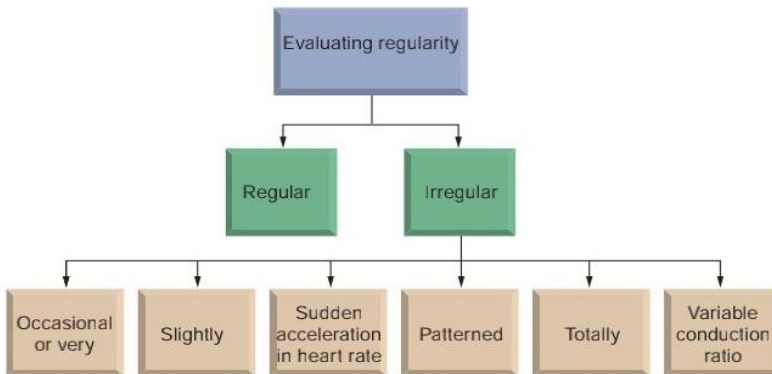 Evaluating regularity
Regular
Irregular
Occasional
or very
Slightly
Sudden
acceleration
in heart rate
Patterned
Totally
Variable
conduction
ratio